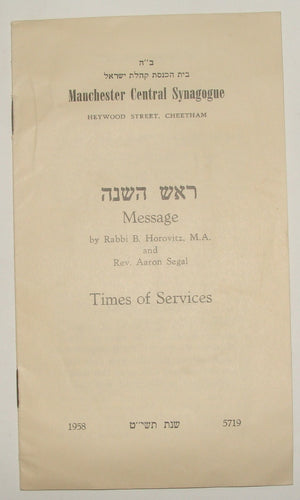 ב"ה
בית הכנסת קהלת ישראל
Manchester Central Synagogue
HEYWOOD STREET, CHEETHAM
ראש השנה
Message
by Rabbi B. Horovitz, M.A.
and
Rev. Aaron Segal
Times of Services
1958 שנת תשי"ט 5719